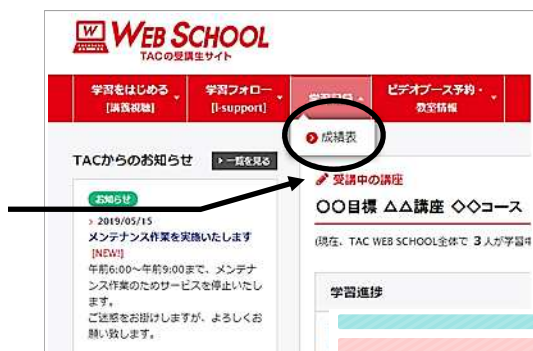 W WEB SCHOOL
TACの受講生サイト
学習をはじめる
[講義視聴]
学習フォロー
[i-support]
ビデオブース予約・
教室情報
成績表
TACからのお知らせ
一覧を見る
受講中の講座
お知らせ
〇〇目標 △△講座 ◇◇コース
2019/05/15
メンテナンス作業を実施いたします
[NEW!]
(現在、TAC WEB SCHOOL全体で 3 人が学習中
午前6:00〜午前9:00まで、メンテナ
ンス作業のためサービスを停止いたし
ます。
ご迷惑をお掛けしますが、よろしくお
願い致します。
学習進捗